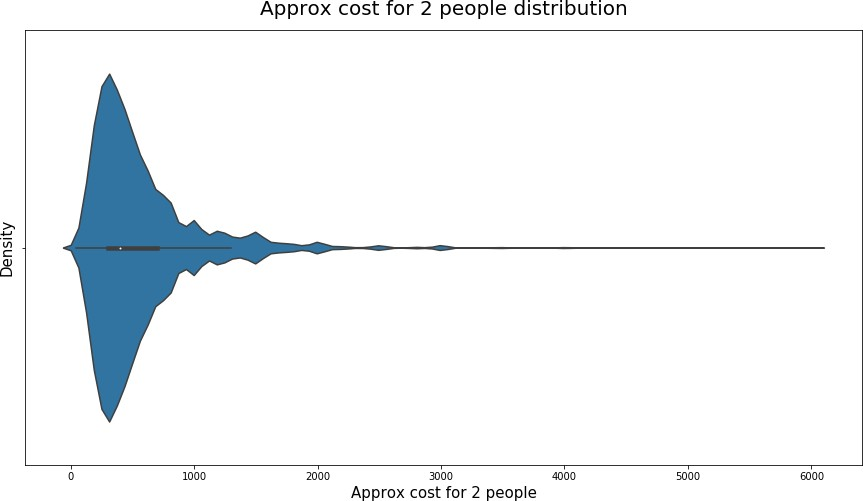 Approx cost for 2 people distribution
Density
0 1000 2000 3000 4000 5000 6000
Approx cost for 2 people